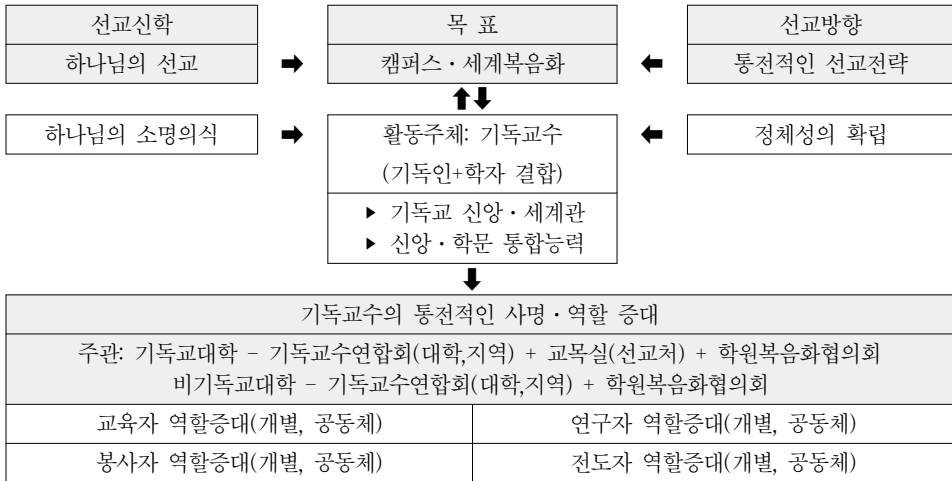 선교신학
목 표
선교방향
하나님의 선교
➡
캠퍼스・세계복음화
⬅
통전적인 선교전략
⬆⬇
하나님의 소명의식
➡
활동주체: 기독교수
(기독인+학자 결합)
⬅
정체성의 확립
▶ 기독교 신앙・세계관
▶ 신앙・학문 통합능력
⬇
기독교수의 통전적인 사명・역할 증대
주관: 기독교대학 - 기독교수연합회(대학,지역) + 교목실(선교처) + 학원복음화협의회
비기독교대학 - 기독교수연합회(대학,지역) + 학원복음화협의회
교육자 역할증대(개별, 공동체)
연구자 역할증대(개별, 공동체)
봉사자 역할증대(개별, 공동체)
전도자 역할증대(개별, 공동체)